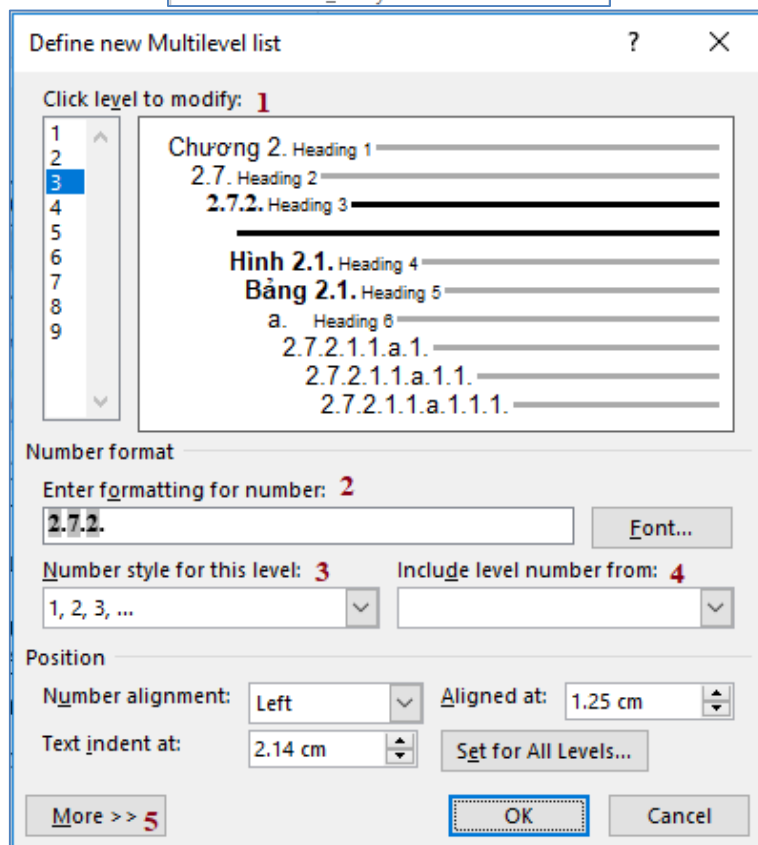 Define new Multilevel list ? ×
Click level to modify: 1
1
2
3
4
5
6
7
8
9
Chương 2. Heading 1
2.7. Heading 2
2.7.2. Heading 3
Hình 2.1. Heading 4
Bảng 2.1. Heading 5
a. Heading 6
2.7.2.1.1.a.1.
2.7.2.1.1.a.1.1.
2.7.2.1.1.a.1.1.1.
Number format
Enter formatting for number: 2
2.7.2. Font...
Number style for this level: 3 Include level number from: 4
1, 2, 3, ...
Position
Number alignment: Left Aligned at: 1.25 cm
Text indent at: 2.14 cm Set for All Levels...
More >> 5 OK Cancel